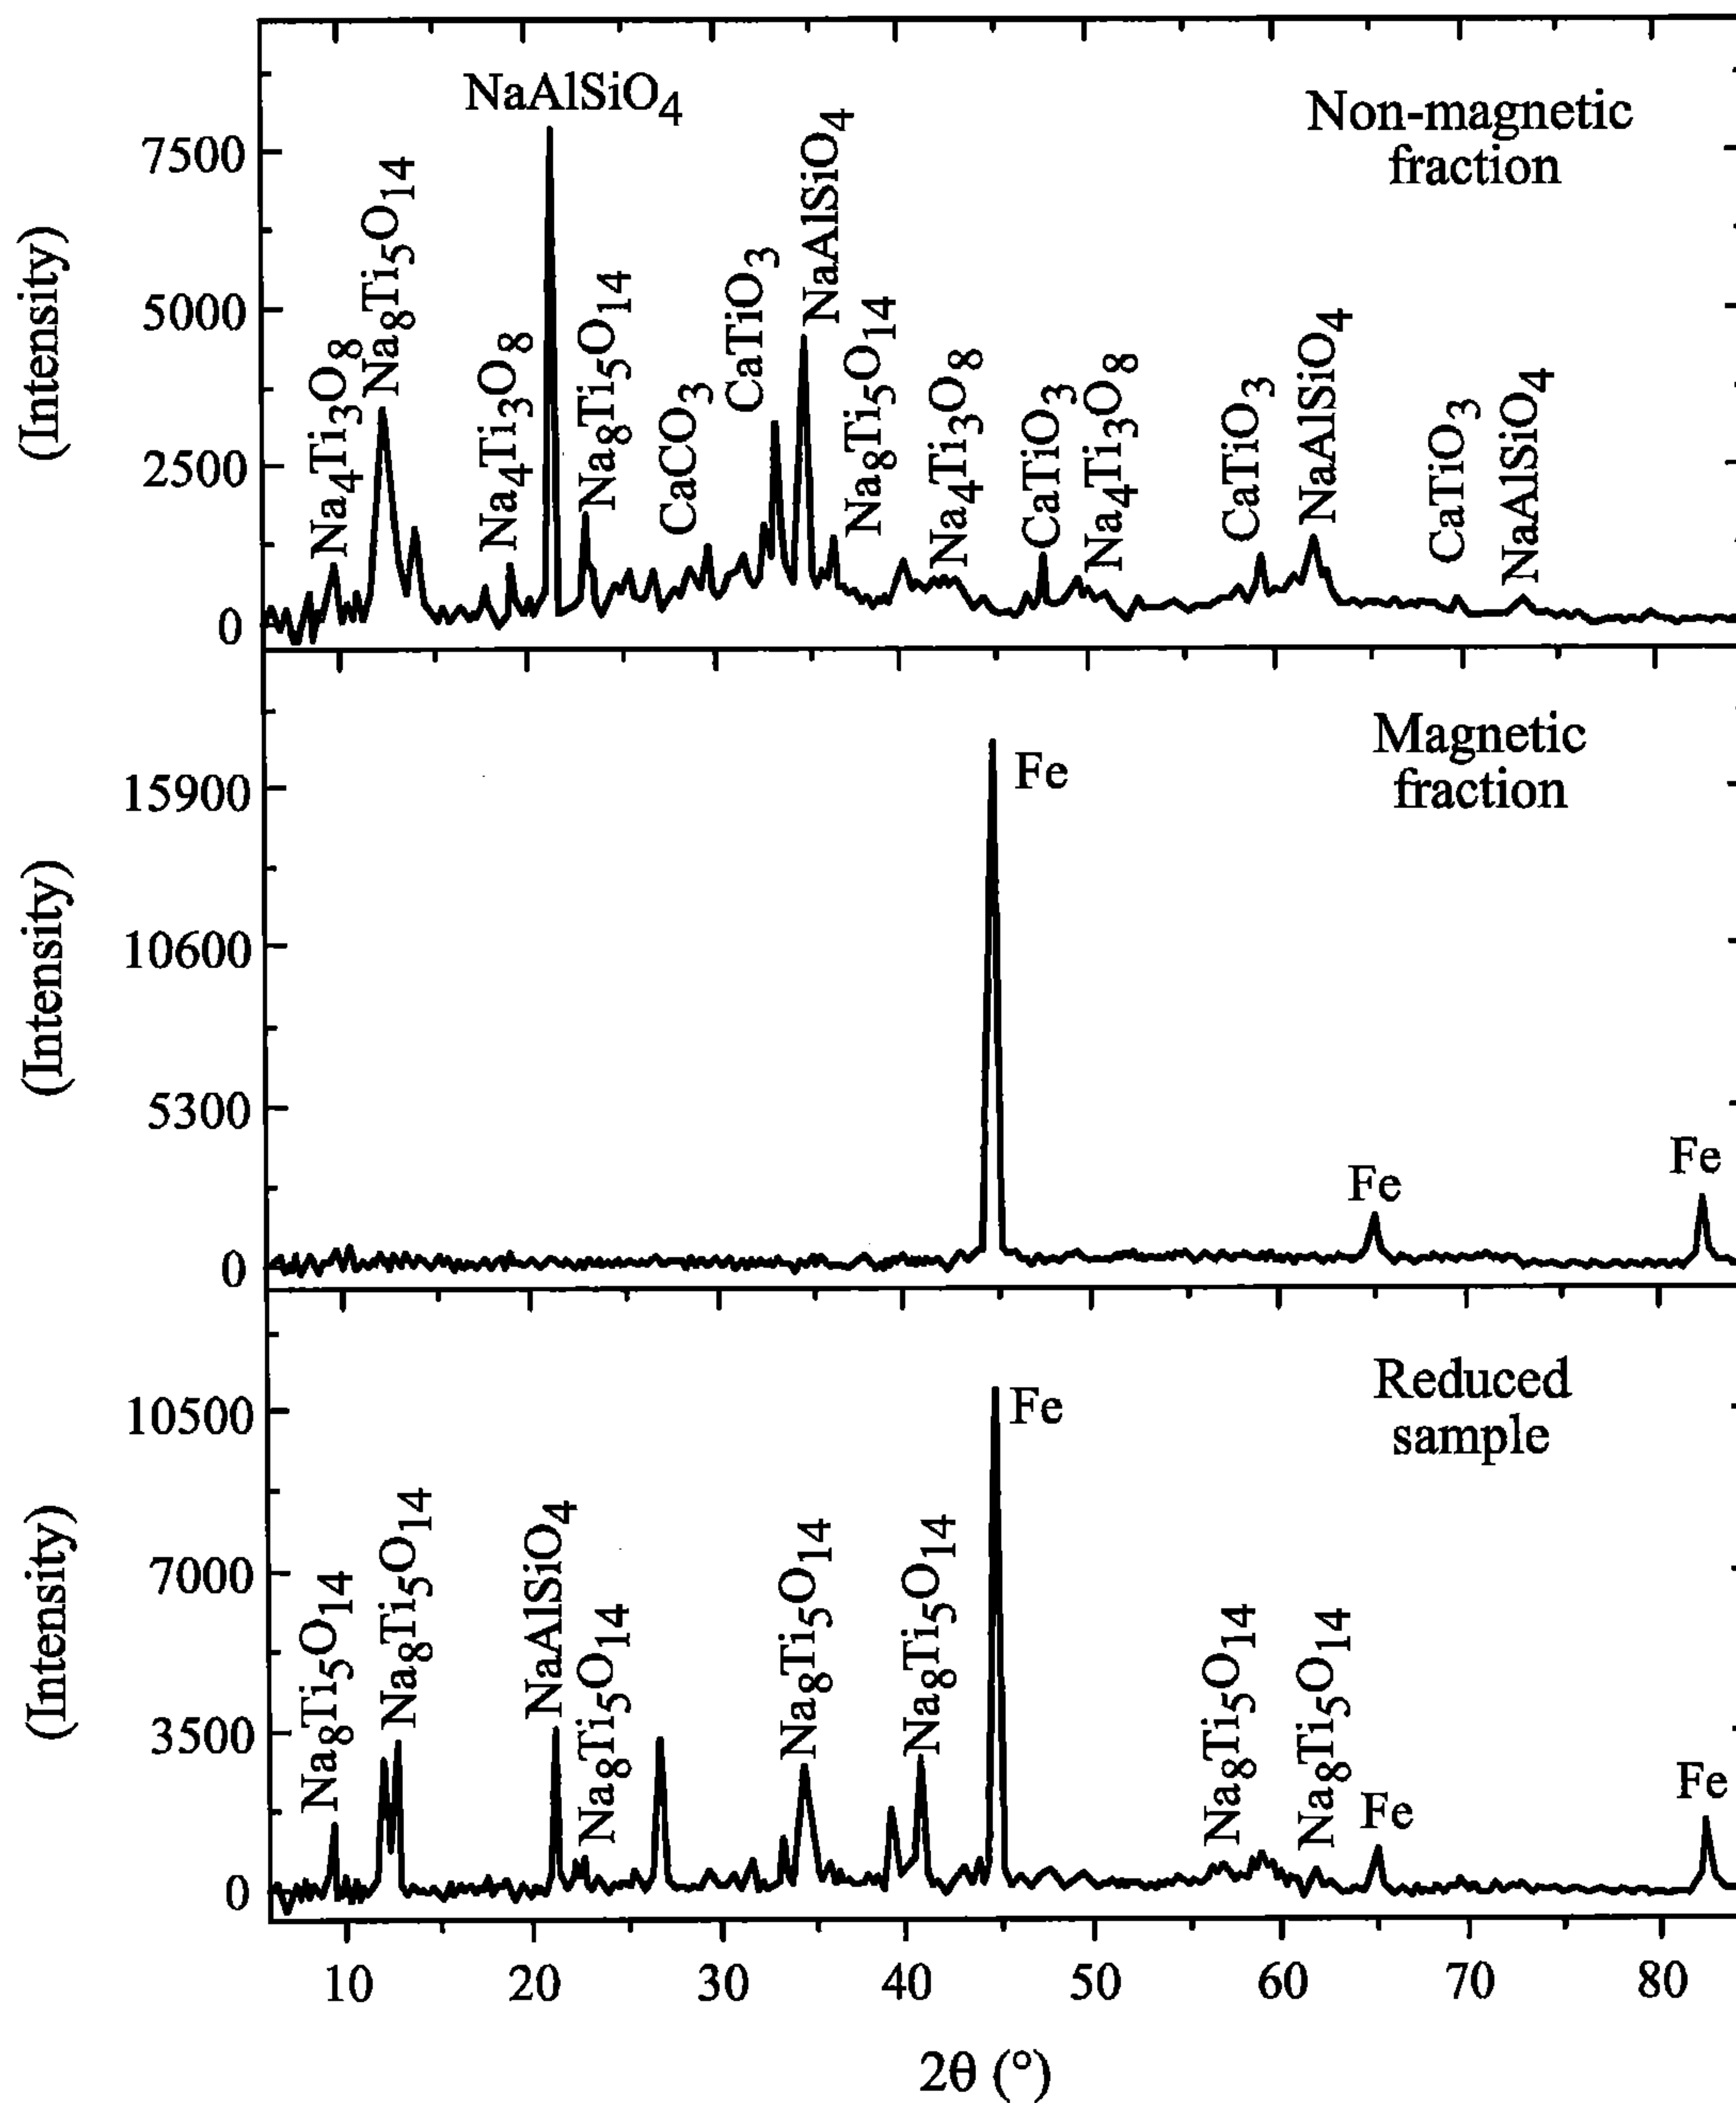 NaAlSiO4
Non-magnetic
fraction
(Intensity)
7500
5000
2500
0
Na4Ti3O8
Na8Ti5O14
Na4Ti3O8
Na8Ti5O14
CaCO3
CaTiO3
NaAlSiO4
Na8Ti5O14
Na4Ti3O8
CaTiO3
Na4Ti3O8
CaTiO3
NaAlSiO4
CaTiO3
NaAlSiO4
Magnetic
fraction
(Intensity)
15900
10600
5300
0
Fe
Fe
Fe
Reduced
sample
(Intensity)
10500
7000
3500
0
Na8Ti5O14
Na8Ti5O14
NaAlSiO4
Na8Ti5O14
Na8Ti5O14
Na8Ti5O14
Fe
Na8Ti5O14
Na8Ti5O14
Fe
Fe
10 20 30 40 50 60 70 80
2θ (°)